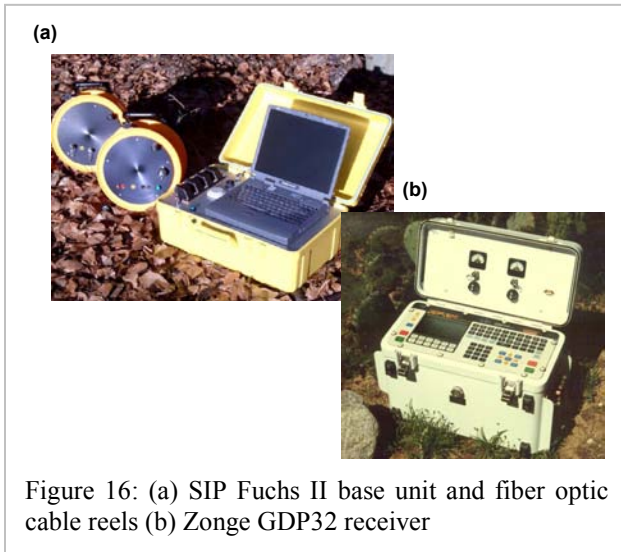 (a)
(b)
Figure 16: (a) SIP Fuchs II base unit and fiber optic
cable reels (b) Zonge GDP32 receiver